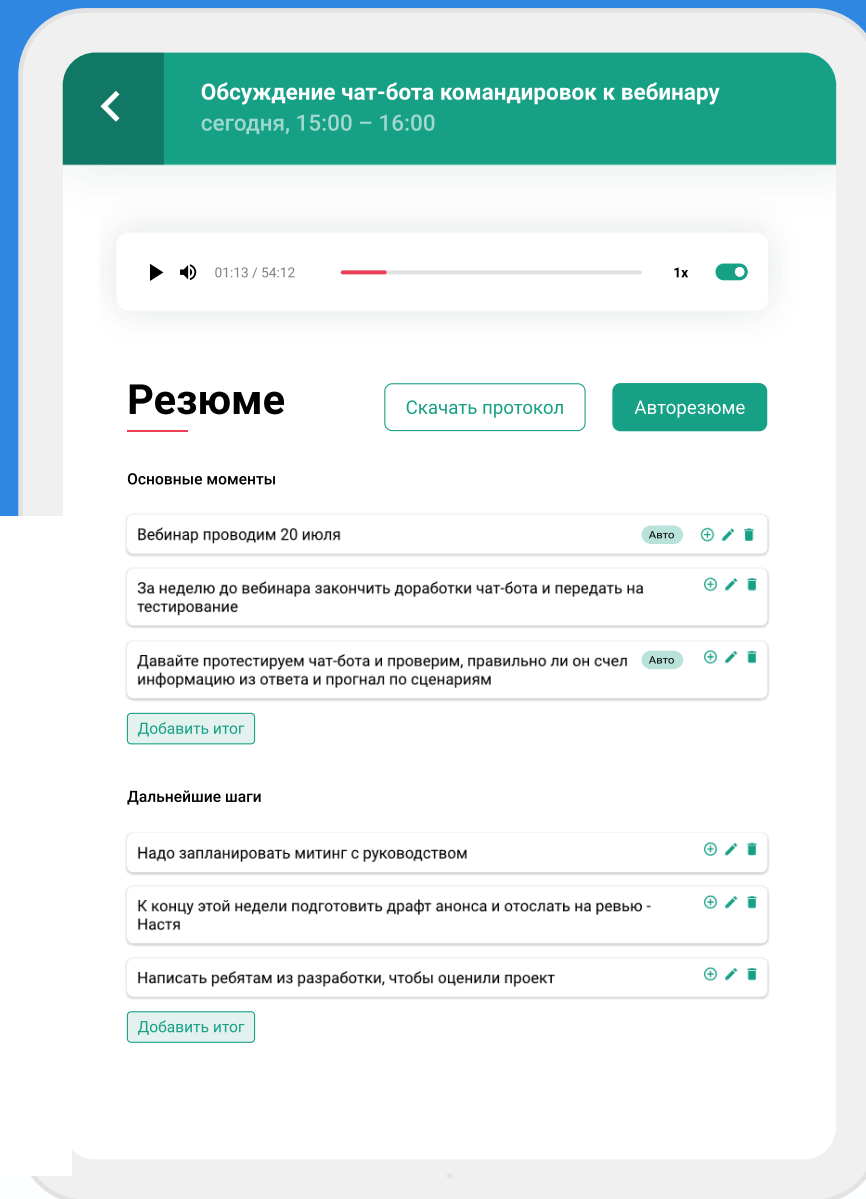 Обсуждение чат-бота командировок к вебинару
сегодня, 15:00 – 16:00
01:13 / 54:12
1x
Резюме
Скачать протокол
Авторезюме
Основные моменты
Вебинар проводим 20 июля
Авто
За неделю до вебинара закончить доработки чат-бота и передать на
тестирование
Давайте протестируем чат-бота и проверим, правильно ли он счел
Авто
информацию из ответа и прогнал по сценариям
Добавить итог
Дальнейшие шаги
Надо запланировать митинг с руководством
К концу этой недели подготовить драфт анонса и отослать на ревью -
Настя
Написать ребятам из разработки, чтобы оценили проект
Добавить итог